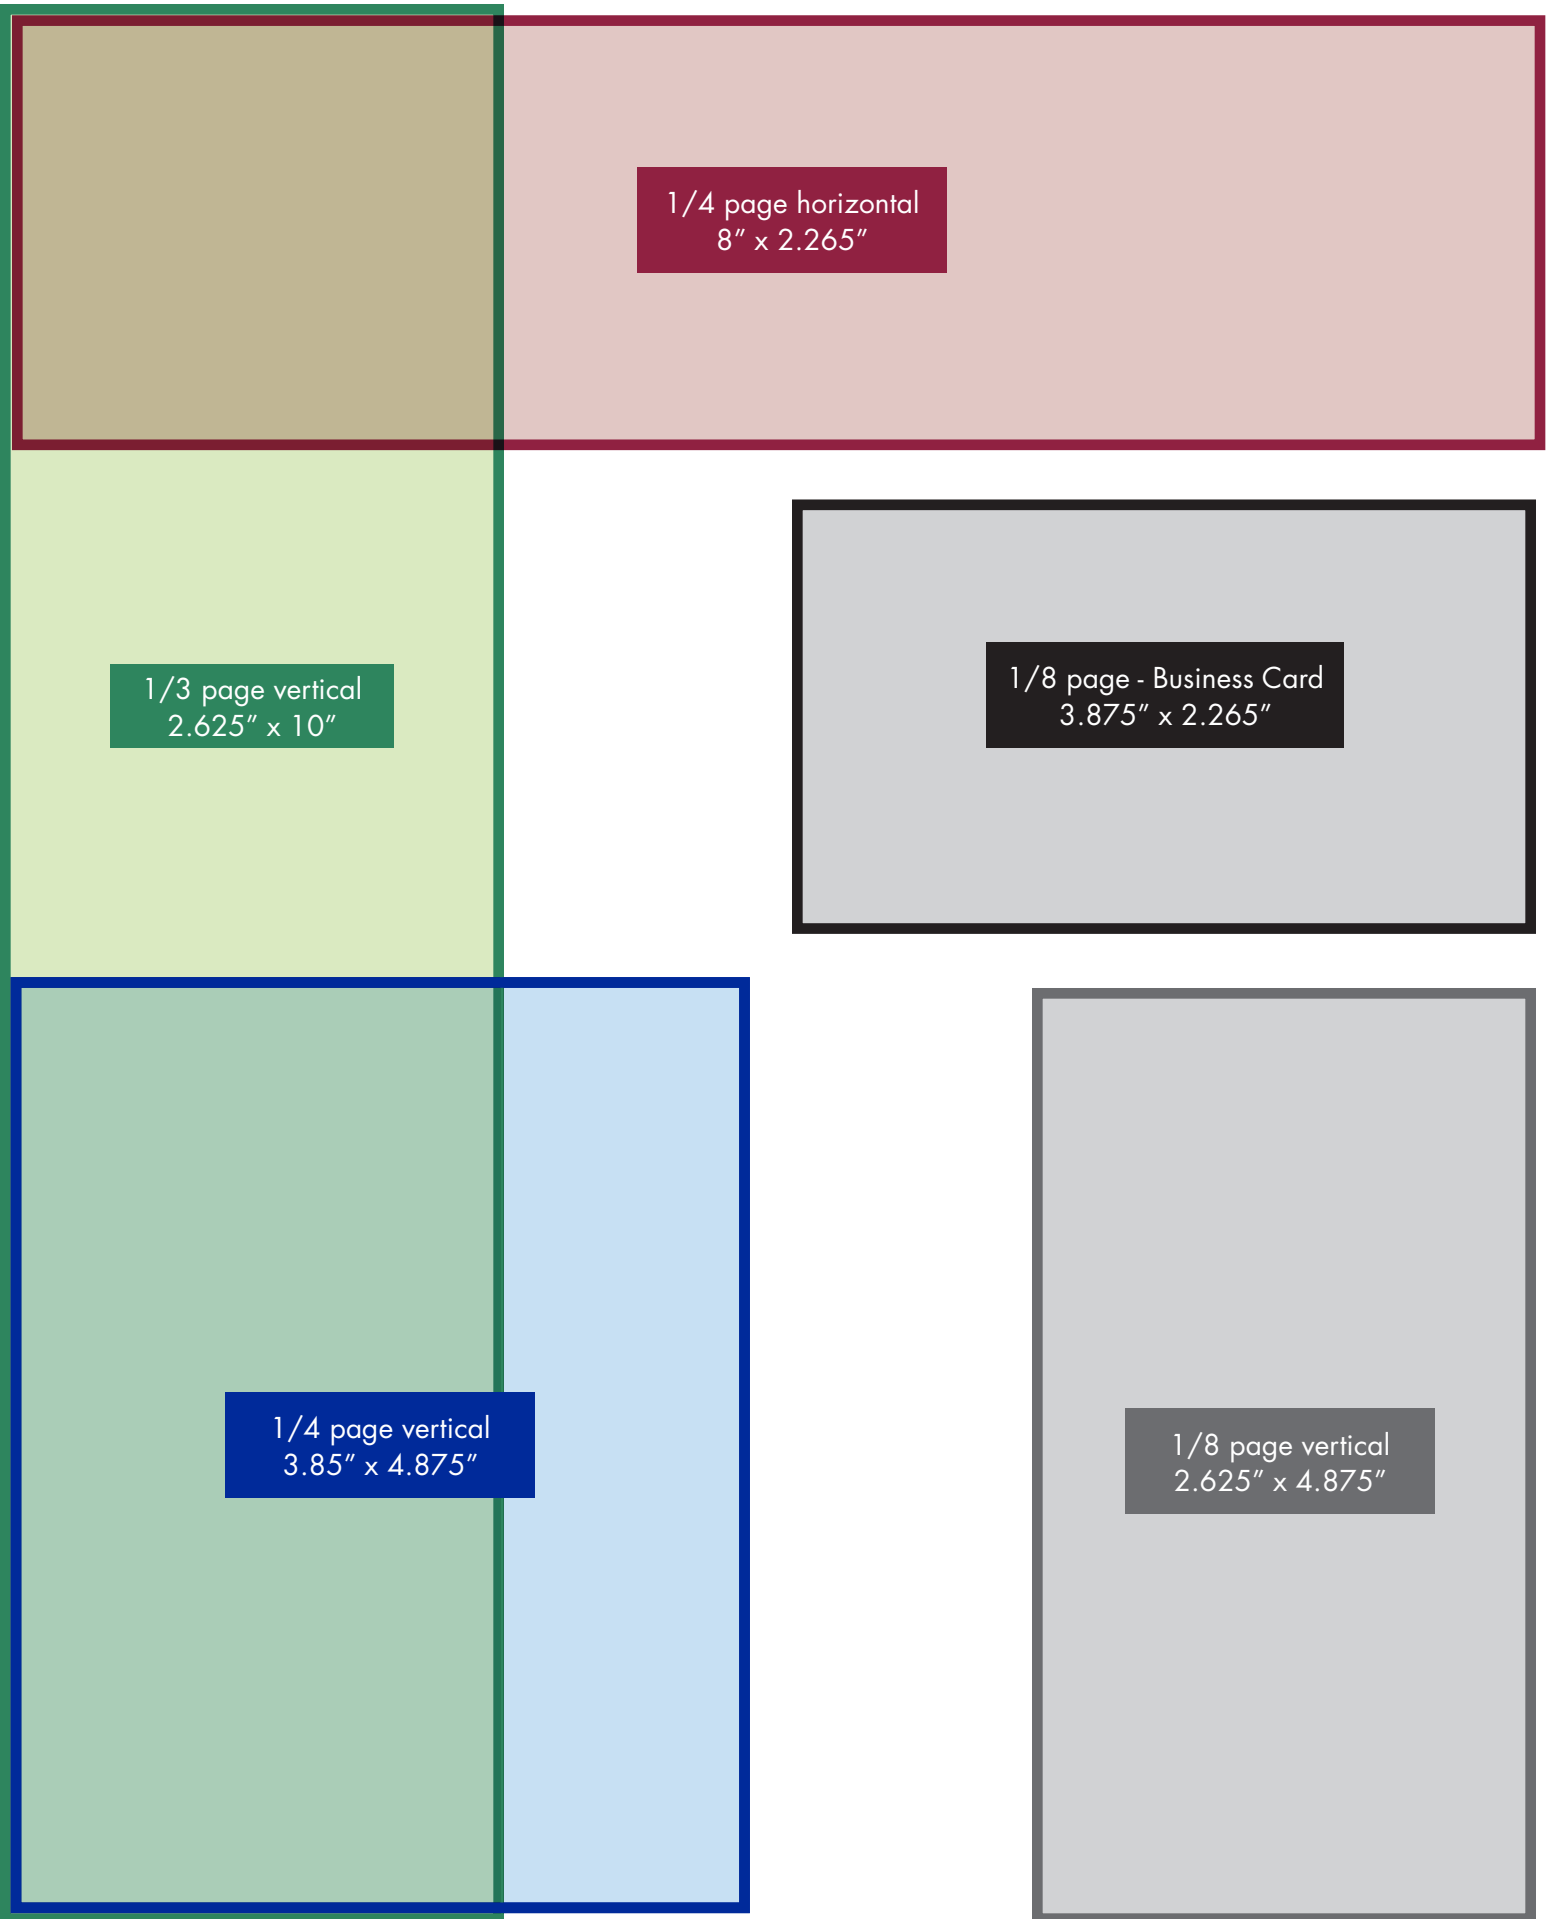 1/4 page horizontal
8” x 2.265”
1/3 page vertical
2.625” x 10”
1/8 page - Business Card
3.875” x 2.265”
1/4 page vertical
3.85” x 4.875”
1/8 page vertical
2.625” x 4.875”